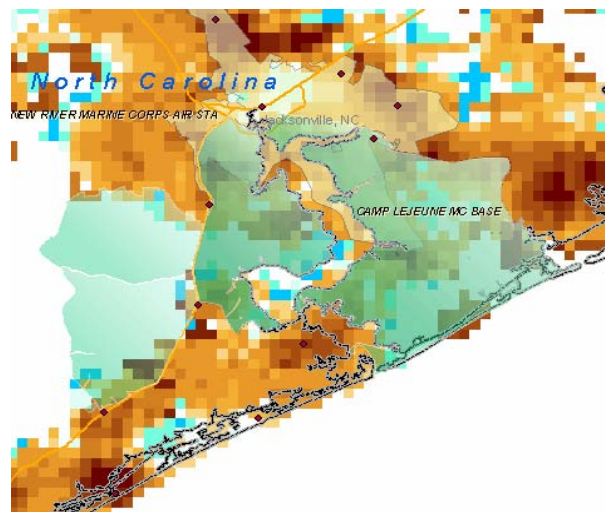 North Carolina
NEW RIVER MARINE CORPS AIR STA
Jacksonville, NC
CAMP LEJEUNE MC BASE